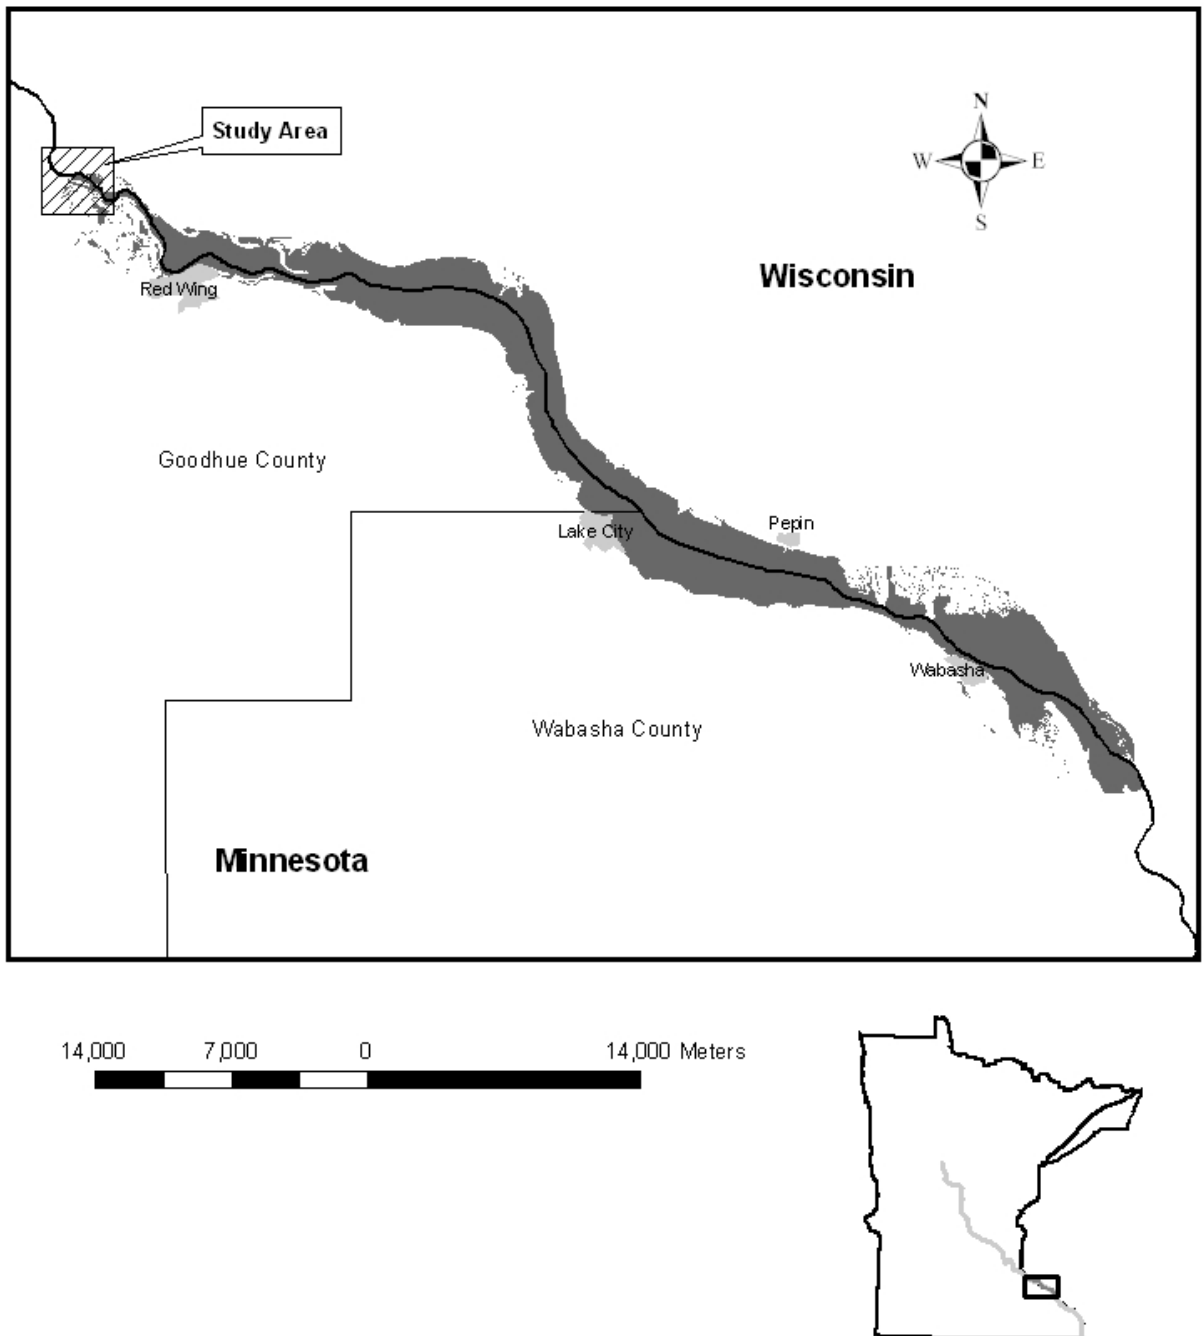 N
Study Area
W E
S
Wisconsin
Red Wing
Goodhue County
Pepin
Lake City
Wabasha
Wabasha County
Minnesota
14,000 7,000 0 14,000 Meters